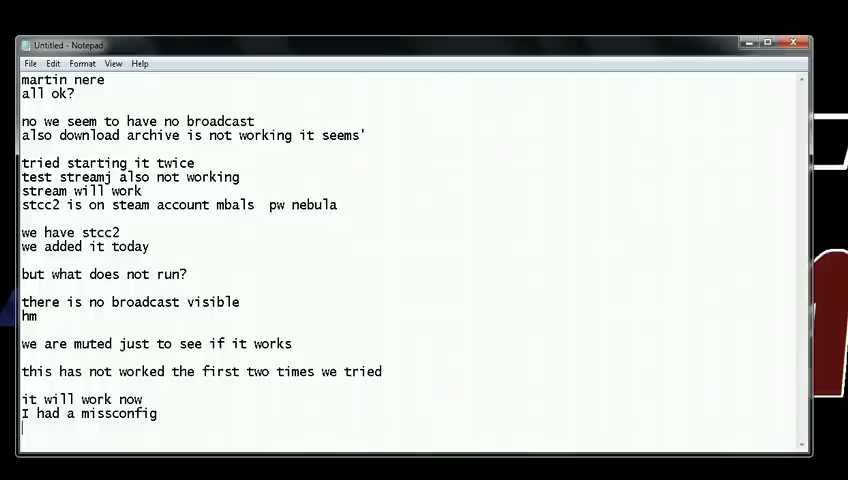 Untitled - Notepad
File Edit Format View Help
martin nere
all ok?
no we seem to have no broadcast
also download archive is not working it seems'
tried starting it twice
test streamj also not working
stream will work
stcc2 is on steam account mbals  pw nebula
we have stcc2
we added it today
but what does not run?
there is no broadcast visible
hm
we are muted just to see if it works
this has not worked the first two times we tried
it will work now
I had a missconfig